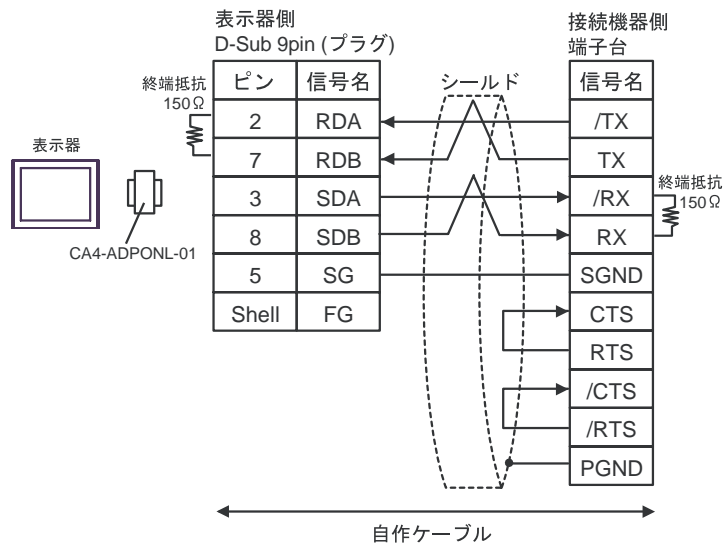 表示器側
D-Sub 9pin (プラグ)
接続機器側
端子台
終端抵抗
150Ω
ピン 信号名 シールド 信号名
2 RDA /TX
7 RDB TX
3 SDA /RX
8 SDB RX
5 SG SGND
Shell FG CTS
RTS
/CTS
/RTS
PGND
表示器
CA4-ADPONL-01
終端抵抗
150Ω
自作ケーブル